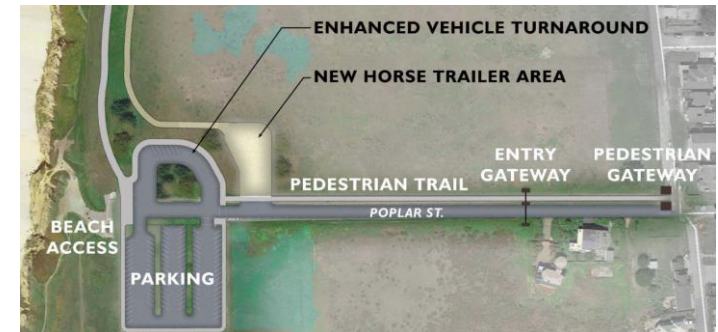 ENHANCED VEHICLE TURNAROUND
NEW HORSE TRAILER AREA
ENTRY
GATEWAY
PEDESTRIAN
GATEWAY
PEDESTRIAN TRAIL
POPLAR ST.
BEACH
ACCESS
PARKING